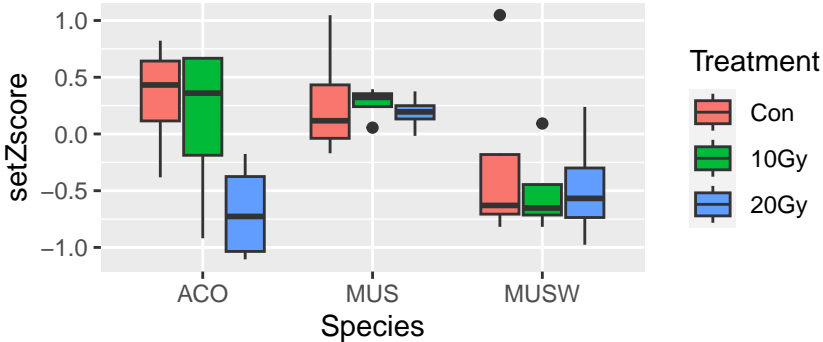 setZscore
1.0
0.5
0.0
−0.5
−1.0
ACO
MUS
MUSW
Species
Treatment
Con
10Gy
20Gy